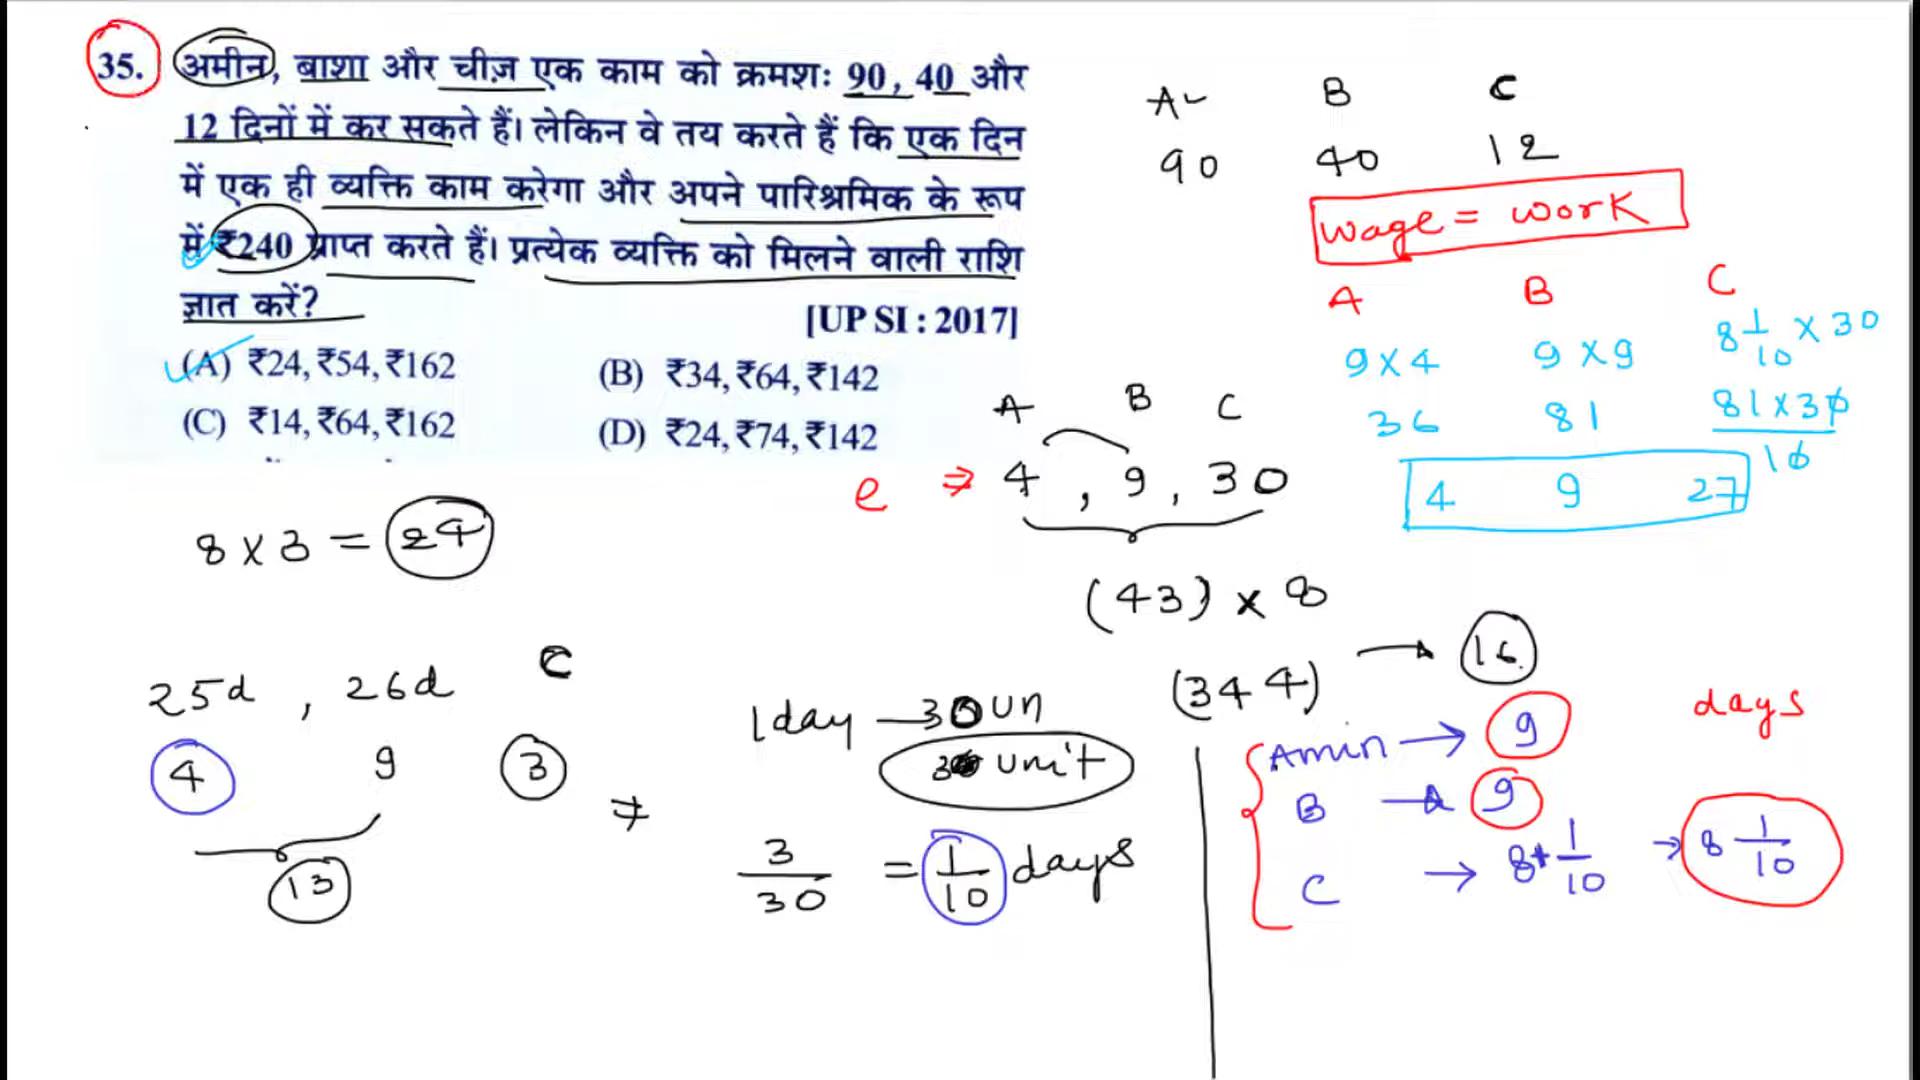 35. अमीन, बाशा और चीज़ एक काम को क्रमशः 90, 40 और
12 दिनों में कर सकते हैं। लेकिन वे तय करते हैं कि एक दिन
में एक ही व्यक्ति काम करेगा और अपने पारिश्रमिक के रूप
में ₹240 प्राप्त करते हैं। प्रत्येक व्यक्ति को मिलने वाली राशि
ज्ञात करें?
[UP SI : 2017]
(A) ₹24, ₹54, ₹162
(B) ₹34, ₹64, ₹142
(C) ₹14, ₹64, ₹162
(D) ₹24, ₹74, ₹142
A B C
90 40 12
wage = work
A B C
9 x 4 9 x 9 8 1/10 x 30
36 81 81 x 30
10
4 9 27
A B C
e ⇒ 4 , 9 , 30
(43) x 8
(344) → 16
8 x 3 = 24
25d , 26d C
4 9 3
13
1 day — 30 un
30 unit
3/30 = 1/10 days
days
Amin → 9
B → 9
C → 8 + 1/10 → 8 1/10